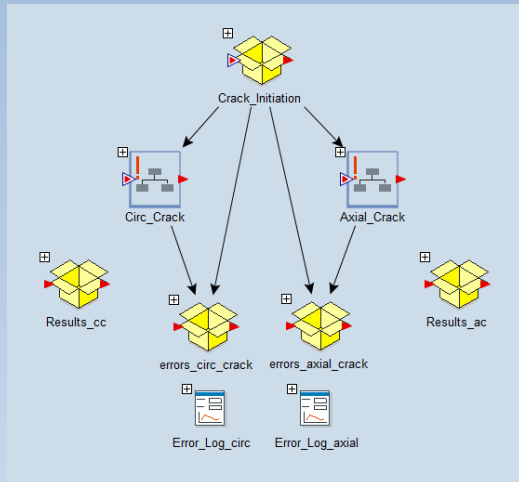 Crack_Initiation
Circ_Crack
Axial_Crack
Results_cc
Results_ac
errors_circ_crack
errors_axial_crack
Error_Log_circ
Error_Log_axial